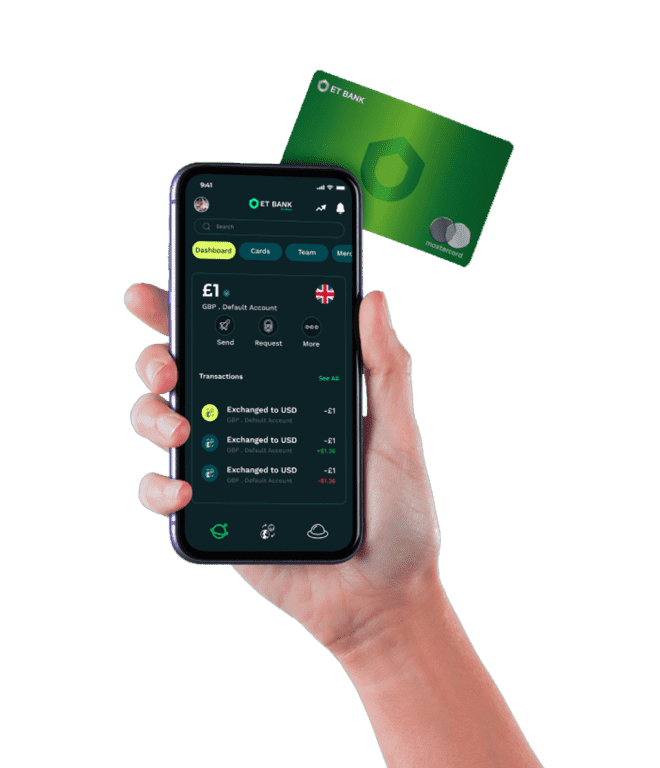 ET BANK
mastercard
9:41
ET BANK
Search
Dashboard
Cards
Team
Merc
£1
GBP . Default Account
Send
Request
More
Transactions
See All
Exchanged to USD
-£1
GBP . Default Account
Exchanged to USD
-£1
GBP . Default Account
+$1.36
Exchanged to USD
-£1
GBP . Default Account
-$1.36